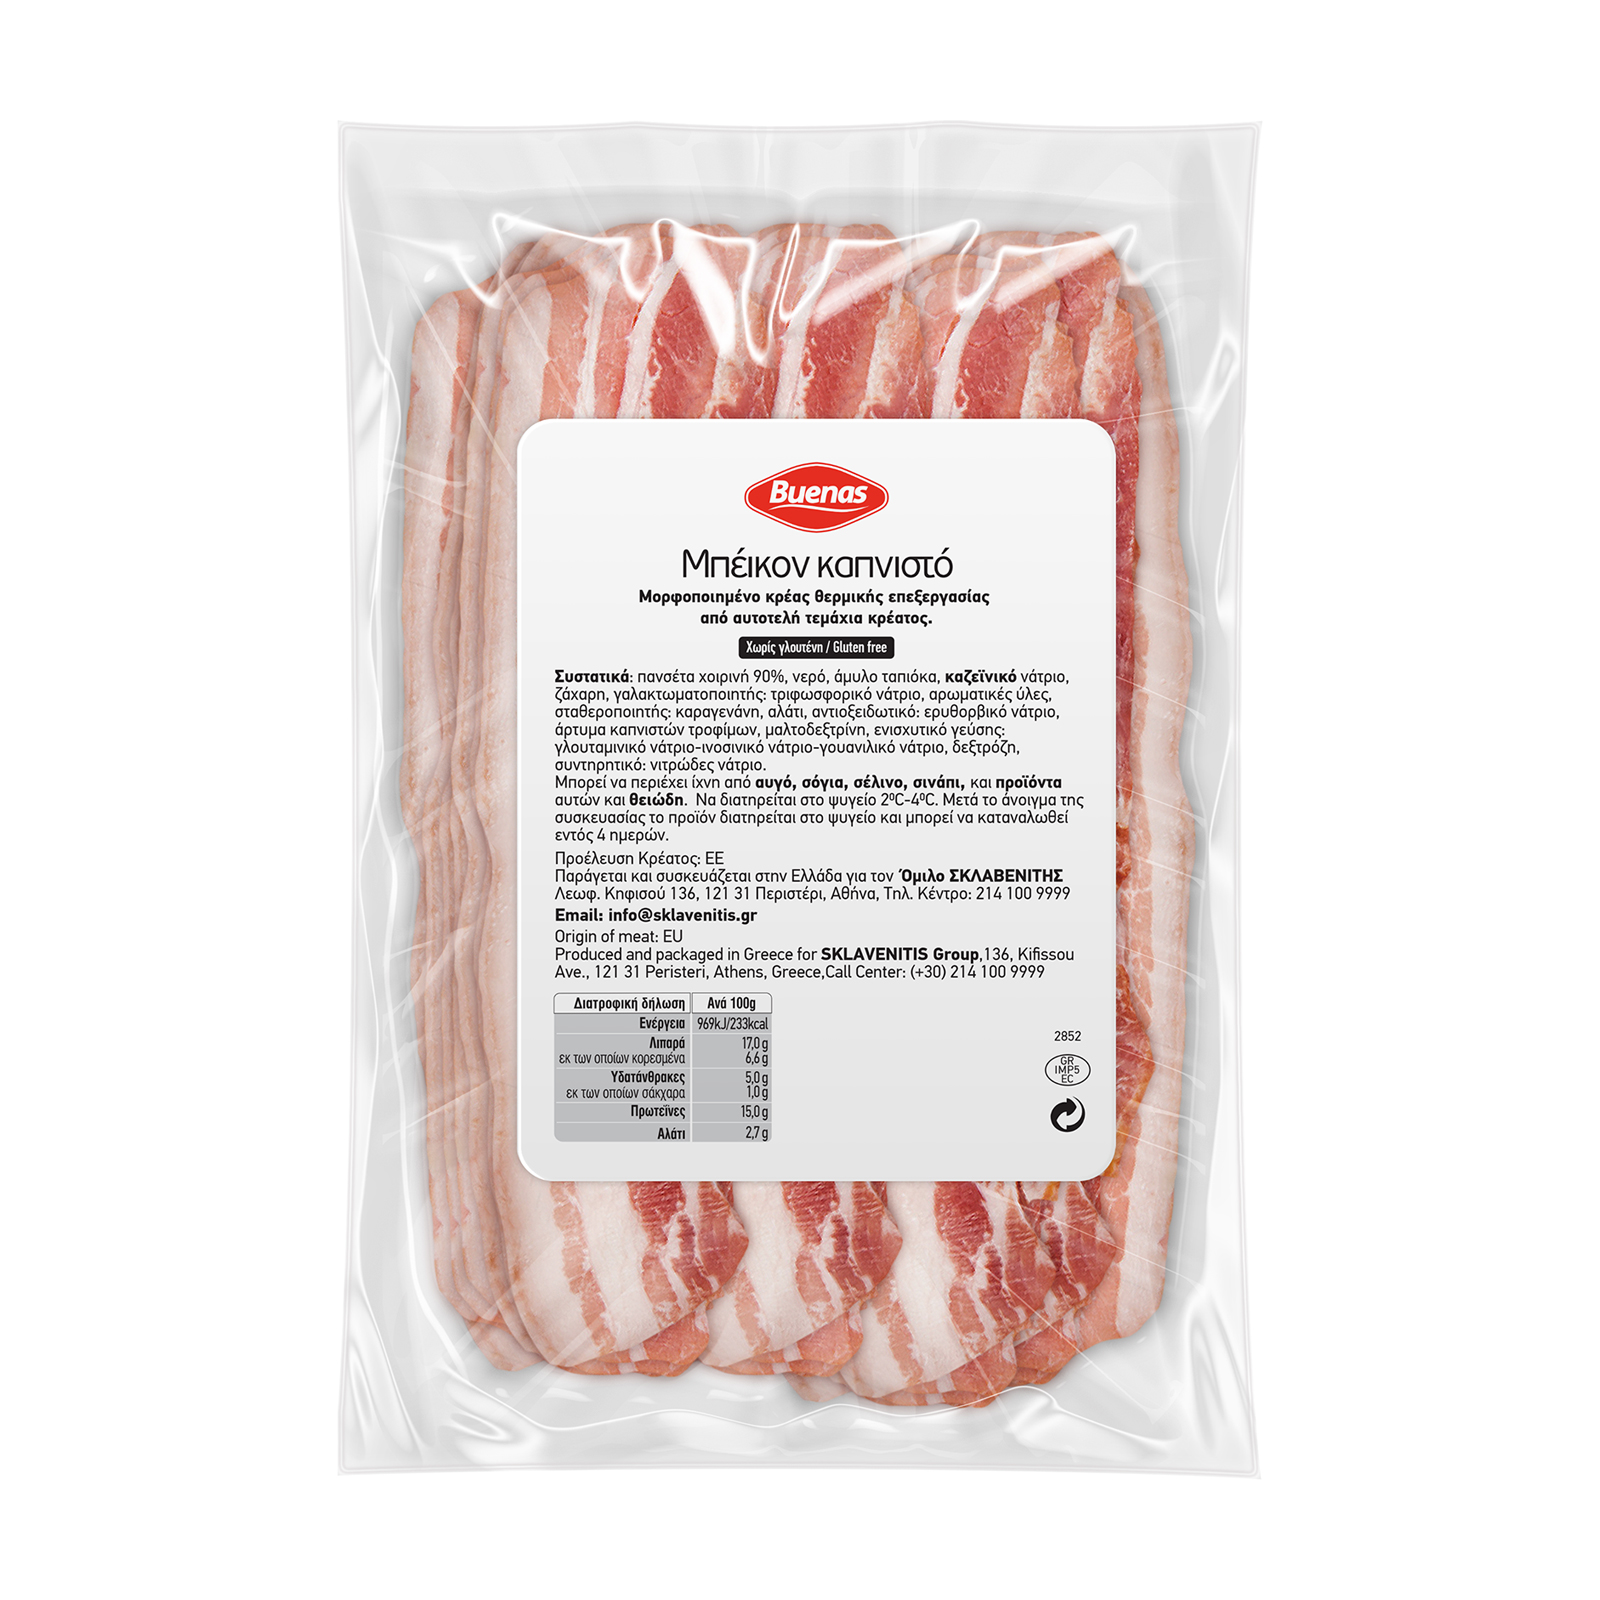 Buenas
Μπέικον καπνιστό
Μορφοποιημένο κρέας θερμικής επεξεργασίας
από αυτοτελή τεμάχια κρέατος.
Χωρίς γλουτένη / Gluten free
Συστατικά: πανσέτα χοιρινή 90%, νερό, άμυλο ταπιόκα, καζεϊνικό νάτριο,
ζάχαρη, γαλακτωματοποιητής: τριφωσφορικό νάτριο, αρωματικές ύλες,
σταθεροποιητής: καραγενάνη, αλάτι, αντιοξειδωτικό: ερυθορβικό νάτριο,
άρτυμα καπνιστών τροφίμων, μαλτοδεξτρίνη, ενισχυτικό γεύσης:
γλουταμινικό νάτριο-ινοσινικό νάτριο-γουανιλικό νάτριο, δεξτρόζη,
συντηρητικό: νιτρώδες νάτριο.
Μπορεί να περιέχει ίχνη από αυγό, σόγια, σέλινο, σινάπι, και προϊόντα
αυτών και θειώδη. Να διατηρείται στο ψυγείο 2ºC-4ºC. Μετά το άνοιγμα της
συσκευασίας το προϊόν διατηρείται στο ψυγείο και μπορεί να καταναλωθεί
εντός 4 ημερών.
Προέλευση Κρέατος: ΕΕ
Παράγεται και συσκευάζεται στην Ελλάδα για τον Όμιλο ΣΚΛΑΒΕΝΙΤΗΣ
Λεωφ. Κηφισού 136, 121 31 Περιστέρι, Αθήνα, Τηλ. Κέντρο: 214 100 9999
Email: info@sklavenitis.gr
Origin of meat: EU
Produced and packaged in Greece for SKLAVENITIS Group,136, Kifissou
Ave., 121 31 Peristeri, Athens, Greece,Call Center: (+30) 214 100 9999
Διατροφική δήλωση Ανά 100g
Ενέργεια 969kJ/233kcal
Λιπαρά 17,0 g
εκ των οποίων κορεσμένα 6,6 g
Υδατάνθρακες 5,0 g
εκ των οποίων σάκχαρα 1,0 g
Πρωτεΐνες 15,0 g
Αλάτι 2,7 g
2852
GR
IMP5
EC